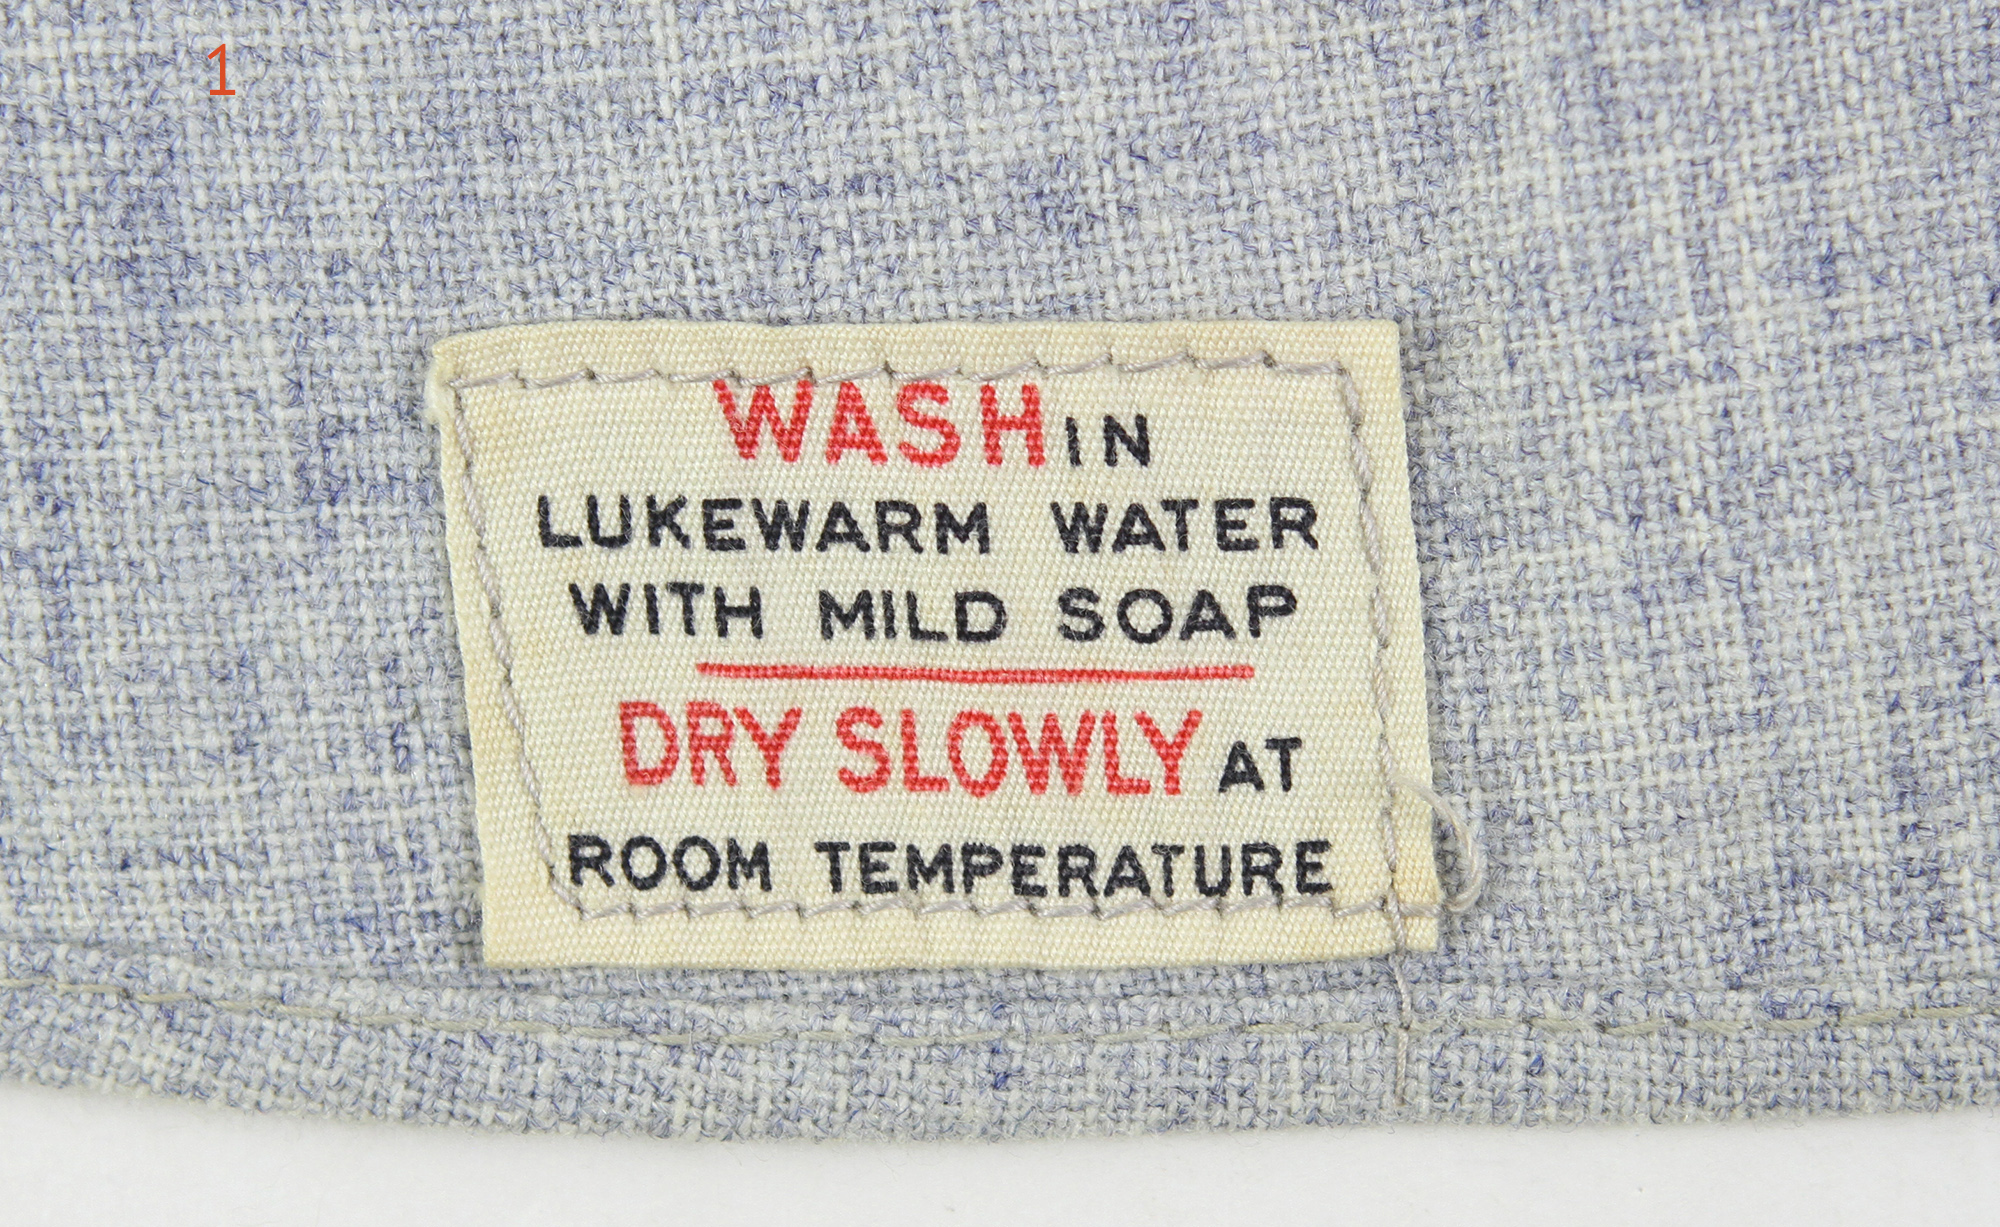 1
WASH IN
LUKEWARM WATER
WITH MILD SOAP
DRY SLOWLY AT
ROOM TEMPERATURE